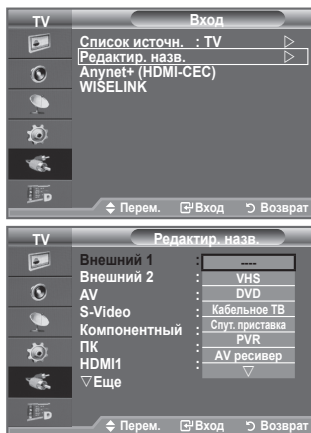 TV Вход
Список источн. : TV ▷
Редактир. назв. ▷
Anynet+ (HDMI-CEC)
WISELINK
Перем. Вход Возврат
TV Редактир. назв.
Внешний 1 : ----
Внешний 2 : VHS
AV : DVD
S-Video : Кабельное ТВ
Компонентный : Спут. приставка
ПК : PVR
HDMI1 : AV ресивер
▽Еще ▽
Перем. Вход Возврат